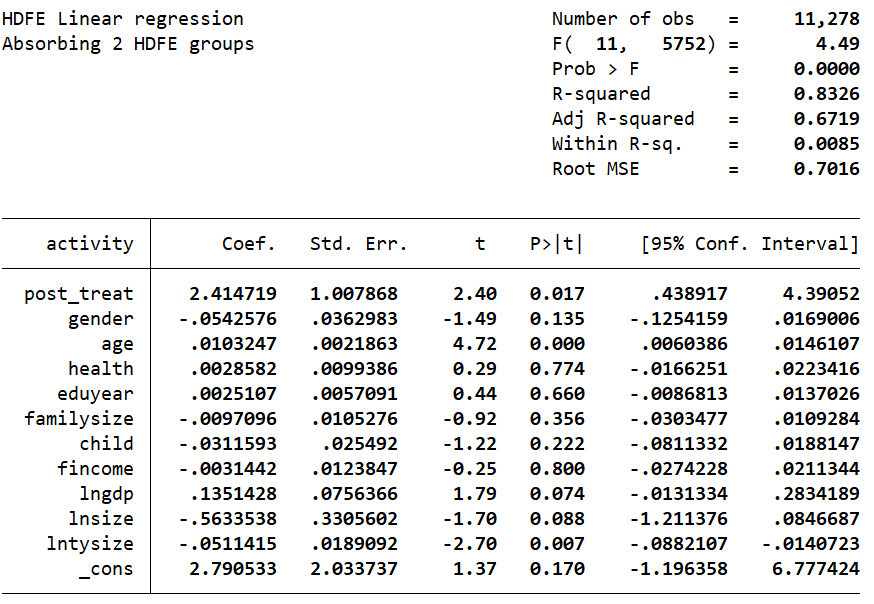 HDFE Linear regression Number of obs = 11,278
Absorbing 2 HDFE groups F( 11, 5752) = 4.49
Prob > F = 0.0000
R-squared = 0.8326
Adj R-squared = 0.6719
Within R-sq. = 0.0085
Root MSE = 0.7016
activity Coef. Std. Err. t P>|t| [95% Conf. Interval]
post_treat 2.414719 1.007868 2.40 0.017 .438917 4.39052
gender -.0542576 .0362983 -1.49 0.135 -.1254159 .0169006
age .0103247 .0021863 4.72 0.000 .0060386 .0146107
health .0028582 .0099386 0.29 0.774 -.0166251 .0223416
eduyear .0025107 .0057091 0.44 0.660 -.0086813 .0137026
familysize -.0097096 .0105276 -0.92 0.356 -.0303477 .0109284
child -.0311593 .025492 -1.22 0.222 -.0811332 .0188147
fincome -.0031442 .0123847 -0.25 0.800 -.0274228 .0211344
lngdp .1351428 .0756366 1.79 0.074 -.0131334 .2834189
lnsize -.5633538 .3305602 -1.70 0.088 -1.211376 .0846687
lntysize -.0511415 .0189092 -2.70 0.007 -.0882107 -.0140723
_cons 2.790533 2.033737 1.37 0.170 -1.196358 6.777424